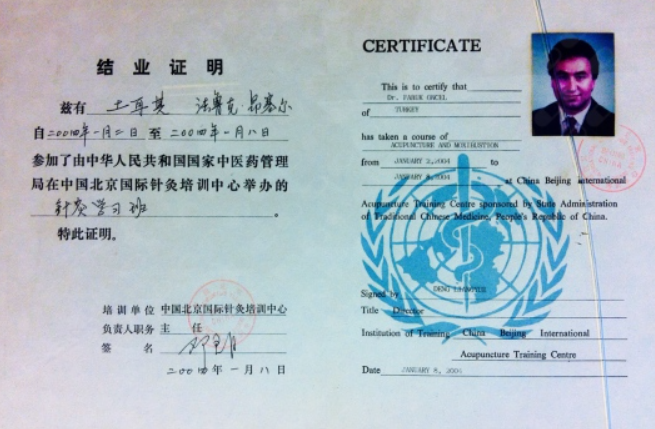 结业证明
兹有 土耳其 法鲁克·昂塞尔
自2004年一月二日 至 2004年一月八日
参加了由中华人民共和国国家中医药管理
局在中国北京国际针灸培训中心举办的
针灸学习班。
特此证明。
培训单位 中国北京国际针灸培训中心
负责人职务 主 任
签 名
2004年一月八日
CERTIFICATE
This is to certify that
Dr. FARUK ONCEL
of TURKEY
has taken a course of
ACUPUNCTURE AND MOXIBUSTION
from JANUARY 2,2004 to
JANUARY 8,2004 at China Beijing international
Acupuncture Training Centre sponsored by State Administration
of Traditional Chinese Medicine, People's Republic of China.
Signed by DENG
Title Director
Institution of Training China Beijing International
Acupuncture Training Centre
Date JANUARY 8, 2004